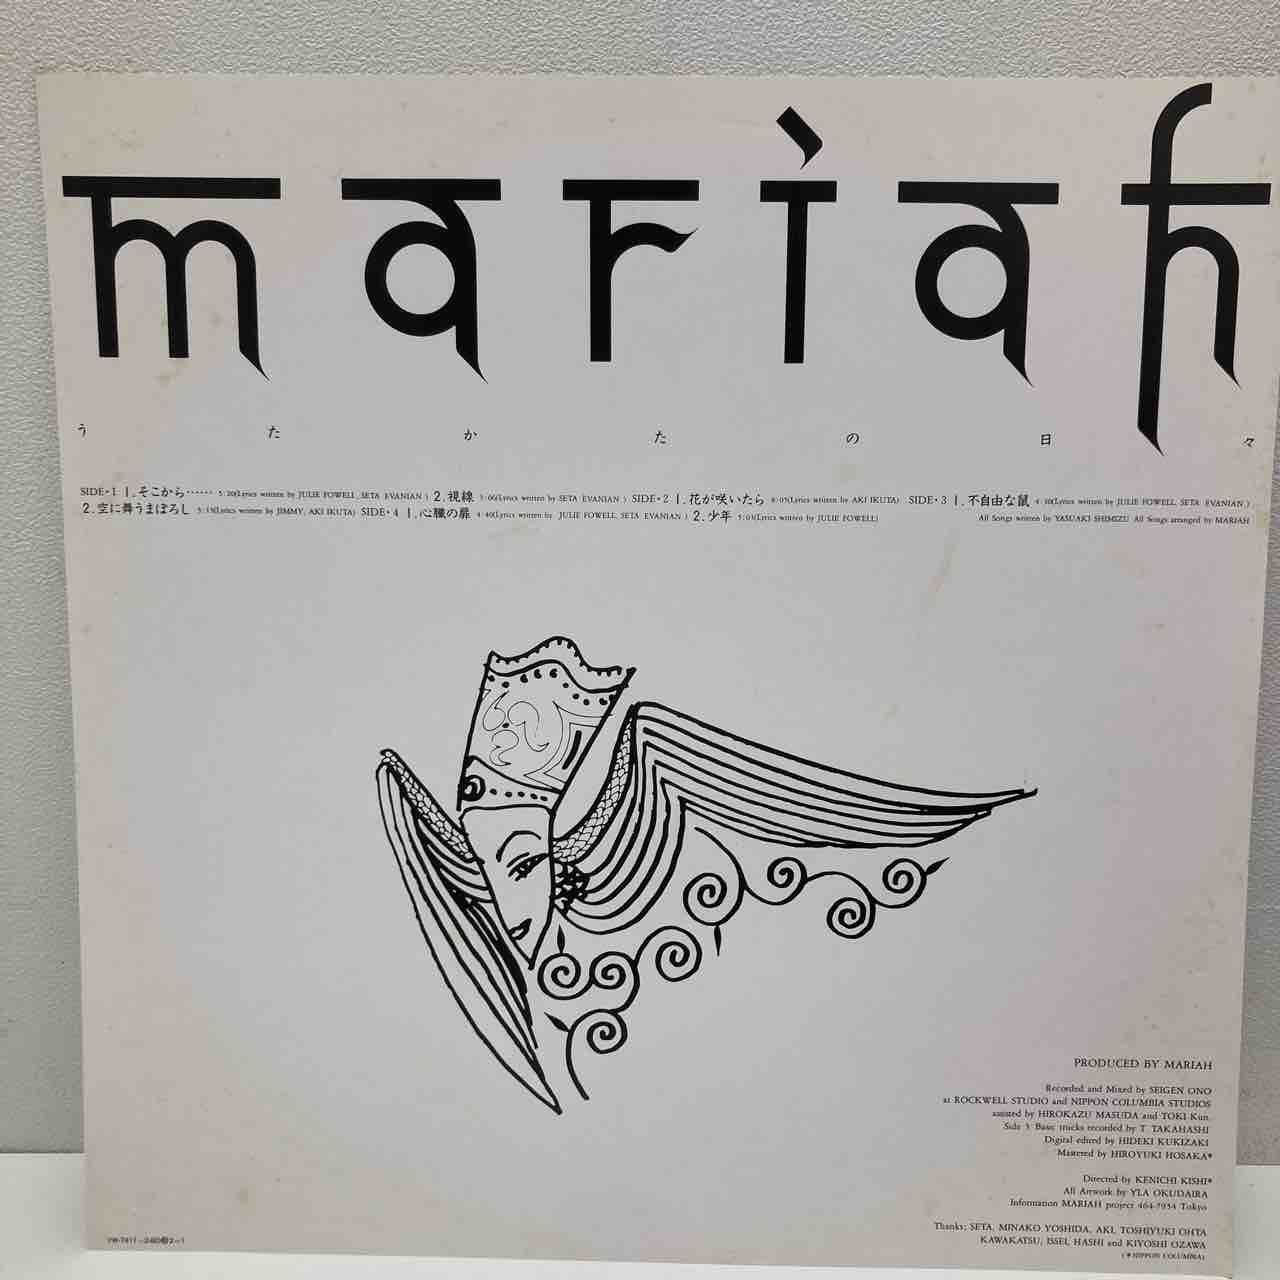 mariah
うたかたの日々
SIDE・1 1.そこから…… 5:20(Lyrics written by JULIE FOWELL, SETA EVANIAN) 2.視線 5:00(Lyrics written by SETA EVANIAN) SIDE・2 1.花が咲いたら 8:05(Lyrics written by AKI IKUTA) SIDE・3 1.不自由な鼠 4:30(Lyrics written by JULIE FOWELL, SETA EVANIAN)
2.空に舞うまぼろし 5:15(Lyrics written by JIMMY, AKI IKUTA) SIDE・4 1.心臓の扉 4:40(Lyrics written by JULIE FOWELL, SETA EVANIAN) 2.少年 5:03(Lyrics written by JULIE FOWELL) All Songs written by YASUAKI SHIMIZU All Songs arranged by MARIAH
PRODUCED BY MARIAH
Recorded and Mixed by SEIGEN ONO
at ROCKWELL STUDIO and NIPPON COLUMBIA STUDIOS
assisted by HIROKAZU MASUDA and TOKI Kun.
Side 3 Basic trucks recorded by T. TAKAHASHI
Digital edited by HIDEKI KUKIZAKI
Mastered by HIROYUKI HOSAKA*
Directed by KENICHI KISHI*
All Artwork by YLA OKUDAIRA
Information MARIAH project 464-7954 Tokyo
Thanks: SETA, MINAKO YOSHIDA, AKI, TOSHIYUKI OHTA
KAWAKATSU, ISSEI, HASHI and KIYOSHI OZAWA
(*NIPPON COLUMBIA)